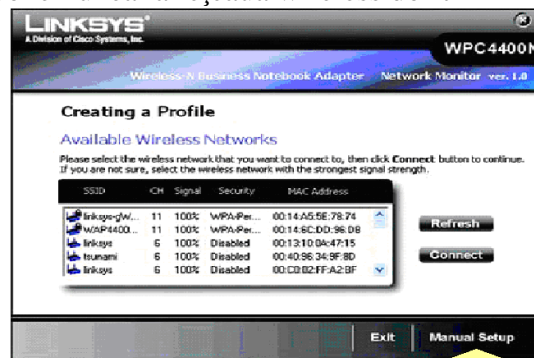 LINKSYS®
A Division of Cisco Systems, Inc.
WPC4400N
Wireless-N Business Notebook Adapter Network Monitor ver. 1.0
Creating a Profile
Available Wireless Networks
Please select the wireless network that you want to connect to, then click Connect button to continue.
If you are not sure, select the wireless network with the strongest signal strength.
SSID CH Signal Security MAC Address
linksys-gW... 11 100% WPA-Per... 00:14:A5:5E:78:74
WAP4400... 11 100% WPA-Per... 00:14:6C:DD:96:D8
linksys 6 100% Disabled 00:13:10:0A:47:15
tsunami 6 100% Disabled 00:40:96:34:9F:8D
linksys 6 100% Disabled 00:C0:02:FF:A2:BF
Refresh
Connect
Exit Manual Setup